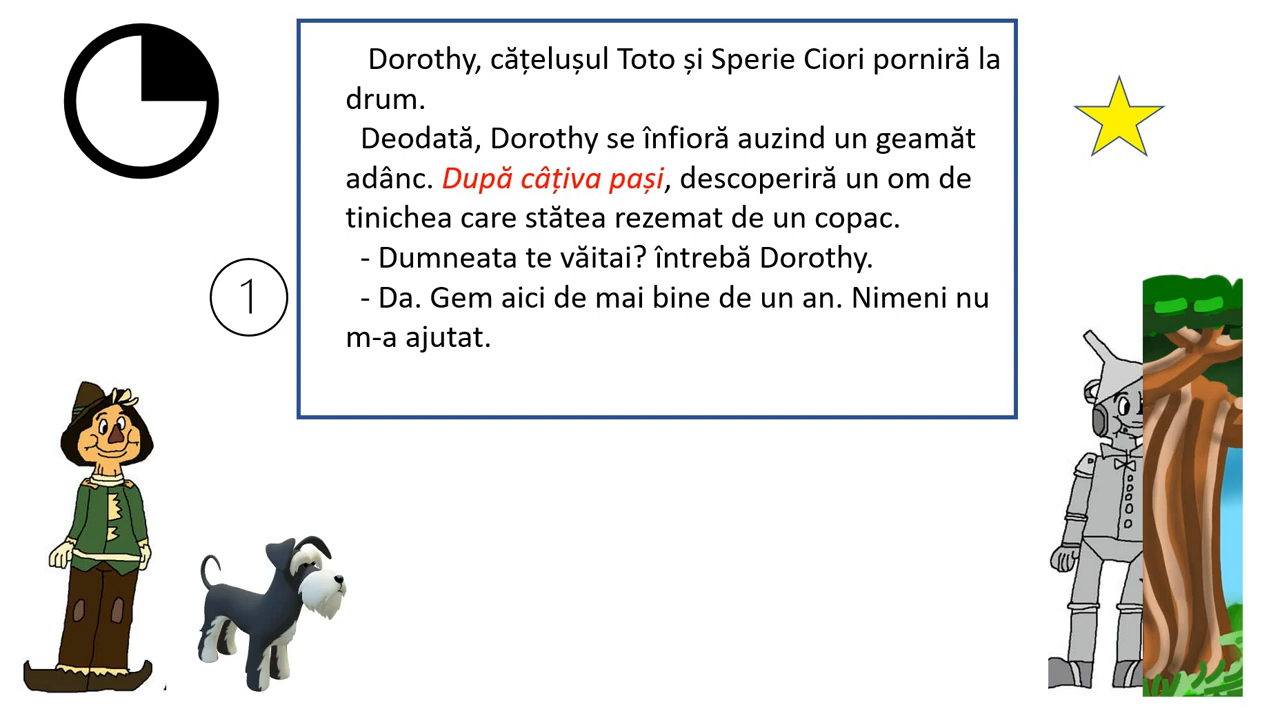 Dorothy, cățelușul Toto și Sperie Ciori porniră la
drum.
Deodată, Dorothy se înfioră auzind un geamăt
adânc. După câțiva pași, descoperiră un om de
tinichea care stătea rezemat de un copac.
- Dumneata te văitai? întrebă Dorothy.
- Da. Gem aici de mai bine de un an. Nimeni nu
m-a ajutat.
1